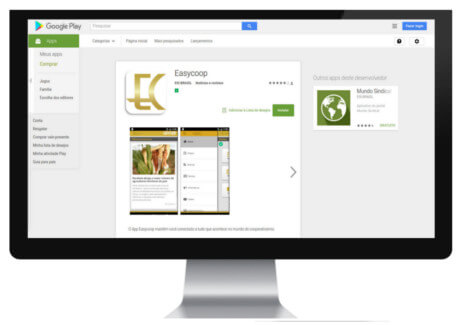 Google Play
Pesquisar
Fazer login
Apps
Categorias
Página inicial
Mais pesquisados
Lançamentos
Meus apps
Comprar
Jogos
Família
Escolha dos editores
Conta
Resgatar
Comprar vale-presente
Minha lista de desejos
Minha atividade Play
Guia para pais
Easycoop
Notícias e revistas
Adicionar à Lista de desejos
Instalar
EC
Outros apps deste desenvolvedor
Mundo Sindical
GRATUITO
O App Easycoop mantém você conectado a tudo que acontece no mundo do cooperativismo.